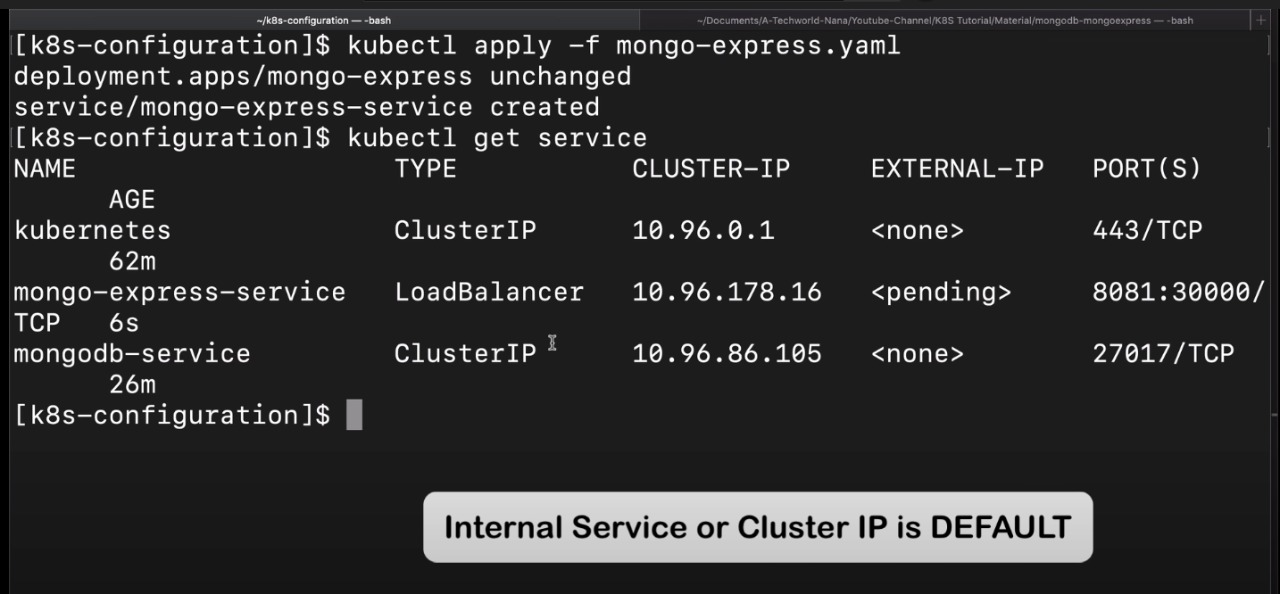 ~/k8s-configuration — -bash
~/Documents/A-Techworld-Nana/Youtube-Channel/K8S Tutorial/Material/mongodb-mongoexpress — -bash
[k8s-configuration]$ kubectl apply -f mongo-express.yaml
deployment.apps/mongo-express unchanged
service/mongo-express-service created
[k8s-configuration]$ kubectl get service
NAME TYPE CLUSTER-IP EXTERNAL-IP PORT(S)
AGE
kubernetes ClusterIP 10.96.0.1 <none> 443/TCP
62m
mongo-express-service LoadBalancer 10.96.178.16 <pending> 8081:30000/
TCP 6s
mongodb-service ClusterIP 10.96.86.105 <none> 27017/TCP
26m
[k8s-configuration]$
Internal Service or Cluster IP is DEFAULT